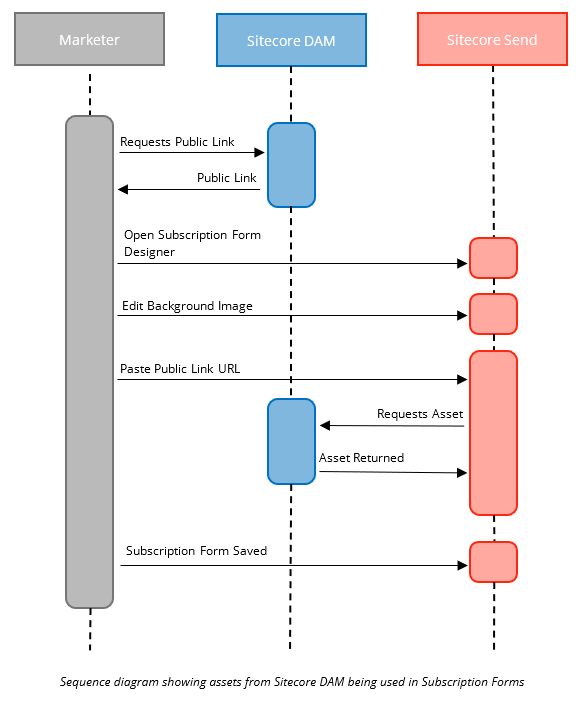 Marketer
Sitecore DAM
Sitecore Send
Requests Public Link
Public Link
Open Subscription Form
Designer
Edit Background Image
Paste Public Link URL
Requests Asset
Asset Returned
Subscription Form Saved
Sequence diagram showing assets from Sitecore DAM being used in Subscription Forms